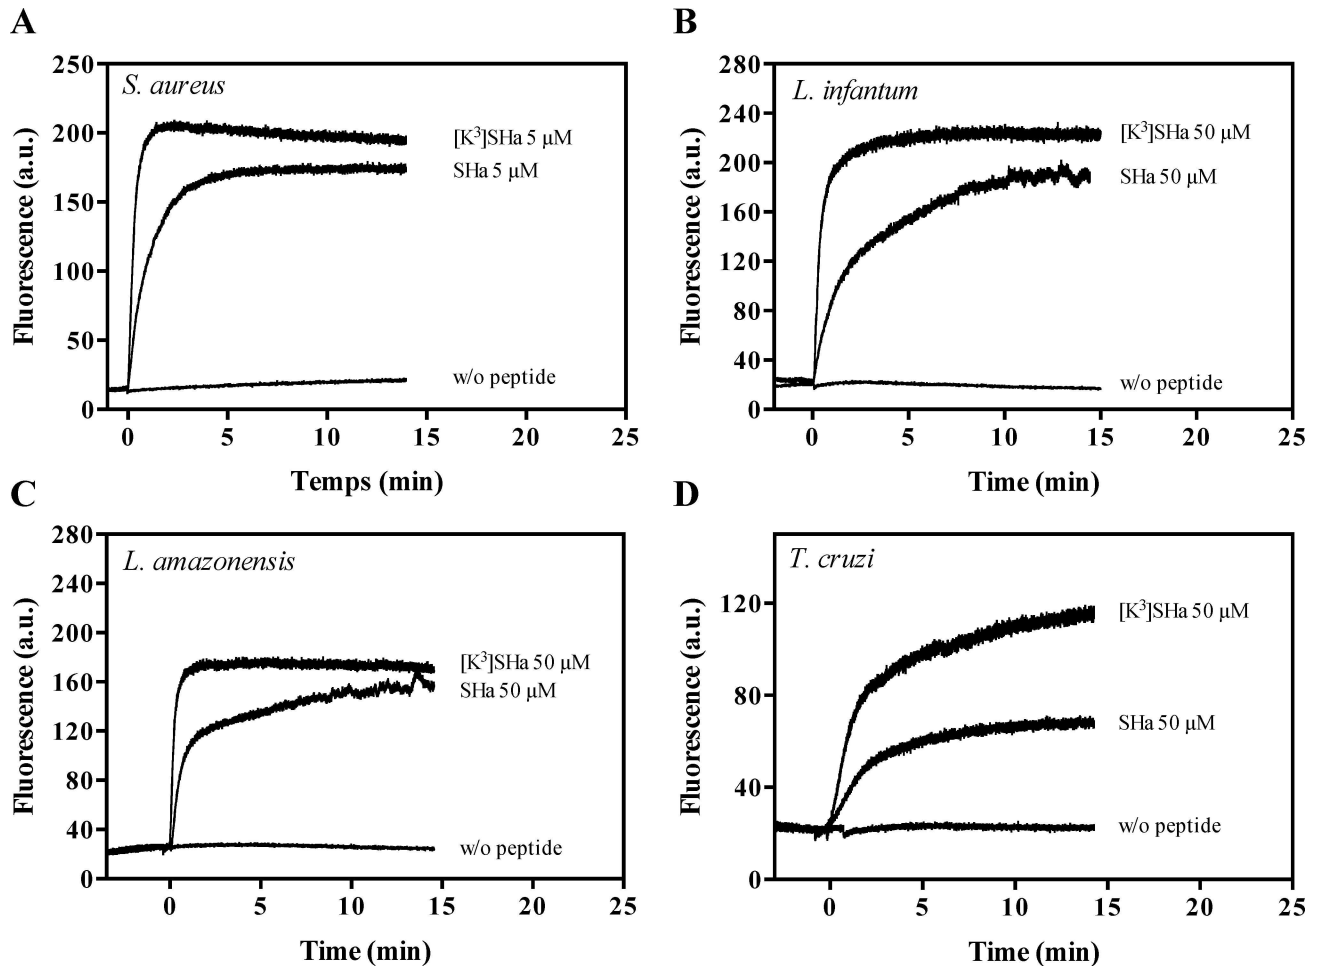 A
S. aureus
250
200
150
100
50
0
Fluorescence (a.u.)
[K³]SHa 5 µM
SHa 5 µM
w/o peptide
0 5 10 15 20 25
Temps (min)
B
L. infantum
280
240
200
160
120
80
40
0
Fluorescence (a.u.)
[K³]SHa 50 µM
SHa 50 µM
w/o peptide
0 5 10 15 20 25
Time (min)
C
L. amazonensis
280
240
200
160
120
80
40
0
Fluorescence (a.u.)
[K³]SHa 50 µM
SHa 50 µM
w/o peptide
0 5 10 15 20 25
Time (min)
D
T. cruzi
120
80
40
0
Fluorescence (a.u.)
[K³]SHa 50 µM
SHa 50 µM
w/o peptide
0 5 10 15 20 25
Time (min)